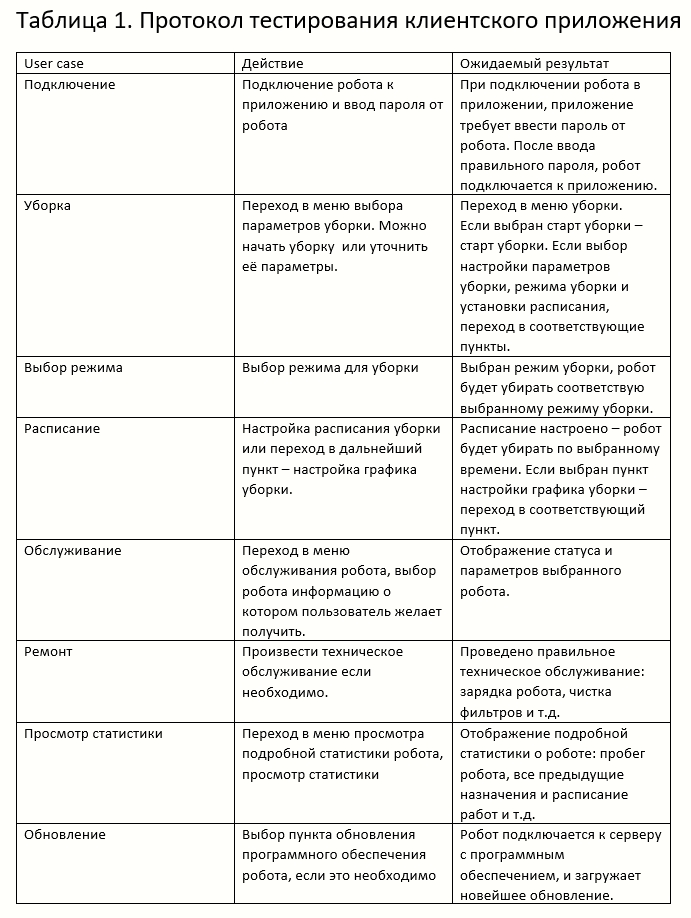 Таблица 1. Протокол тестирования клиентского приложения
User case
Действие
Ожидаемый результат
Подключение
Подключение робота к
приложению и ввод пароля от
робота
При подключении робота в
приложении, приложение
требует ввести пароль от
робота. После ввода
правильного пароля, робот
подключается к приложению.
Уборка
Переход в меню выбора
параметров уборки. Можно
начать уборку  или уточнить
её параметры.
Переход в меню уборки.
Если выбран старт уборки –
старт уборки. Если выбор
настройки параметров
уборки, режима уборки и
установки расписания,
переход в соответствующие
пункты.
Выбор режима
Выбор режима для уборки
Выбран режим уборки, робот
будет убирать соответствую
выбранному режиму уборки.
Расписание
Настройка расписания уборки
или переход в дальнейший
пункт – настройка графика
уборки.
Расписание настроено – робот
будет убирать по выбранному
времени. Если выбран пункт
настройки графика уборки –
переход в соответствующий
пункт.
Обслуживание
Переход в меню
обслуживания робота, выбор
робота информацию о
котором пользователь желает
получить.
Отображение статуса и
параметров выбранного
робота.
Ремонт
Произвести техническое
обслуживание если
необходимо.
Проведено правильное
техническое обслуживание:
зарядка робота, чистка
фильтров и т.д.
Просмотр статистики
Переход в меню просмотра
подробной статистики робота,
просмотр статистики
Отображение подробной
статистики о роботе: пробег
робота, все предыдущие
назначения и расписание
работ и т.д.
Обновление
Выбор пункта обновления
программного обеспечения
робота, если это необходимо
Робот подключается к серверу
с программным
обеспечением, и загружает
новейшее обновление.